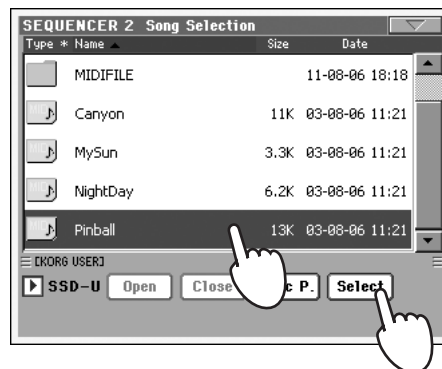 SEQUENCER 2 Song Selection
Type * Name Size Date
MIDIFILE 11-08-06 18:18
Canyon 11K 03-08-06 11:21
MySun 3.3K 03-08-06 11:21
NightDay 6.2K 03-08-06 11:21
Pinball 13K 03-08-06 11:21
[KORG USER]
SSD-U Open Close P. Select